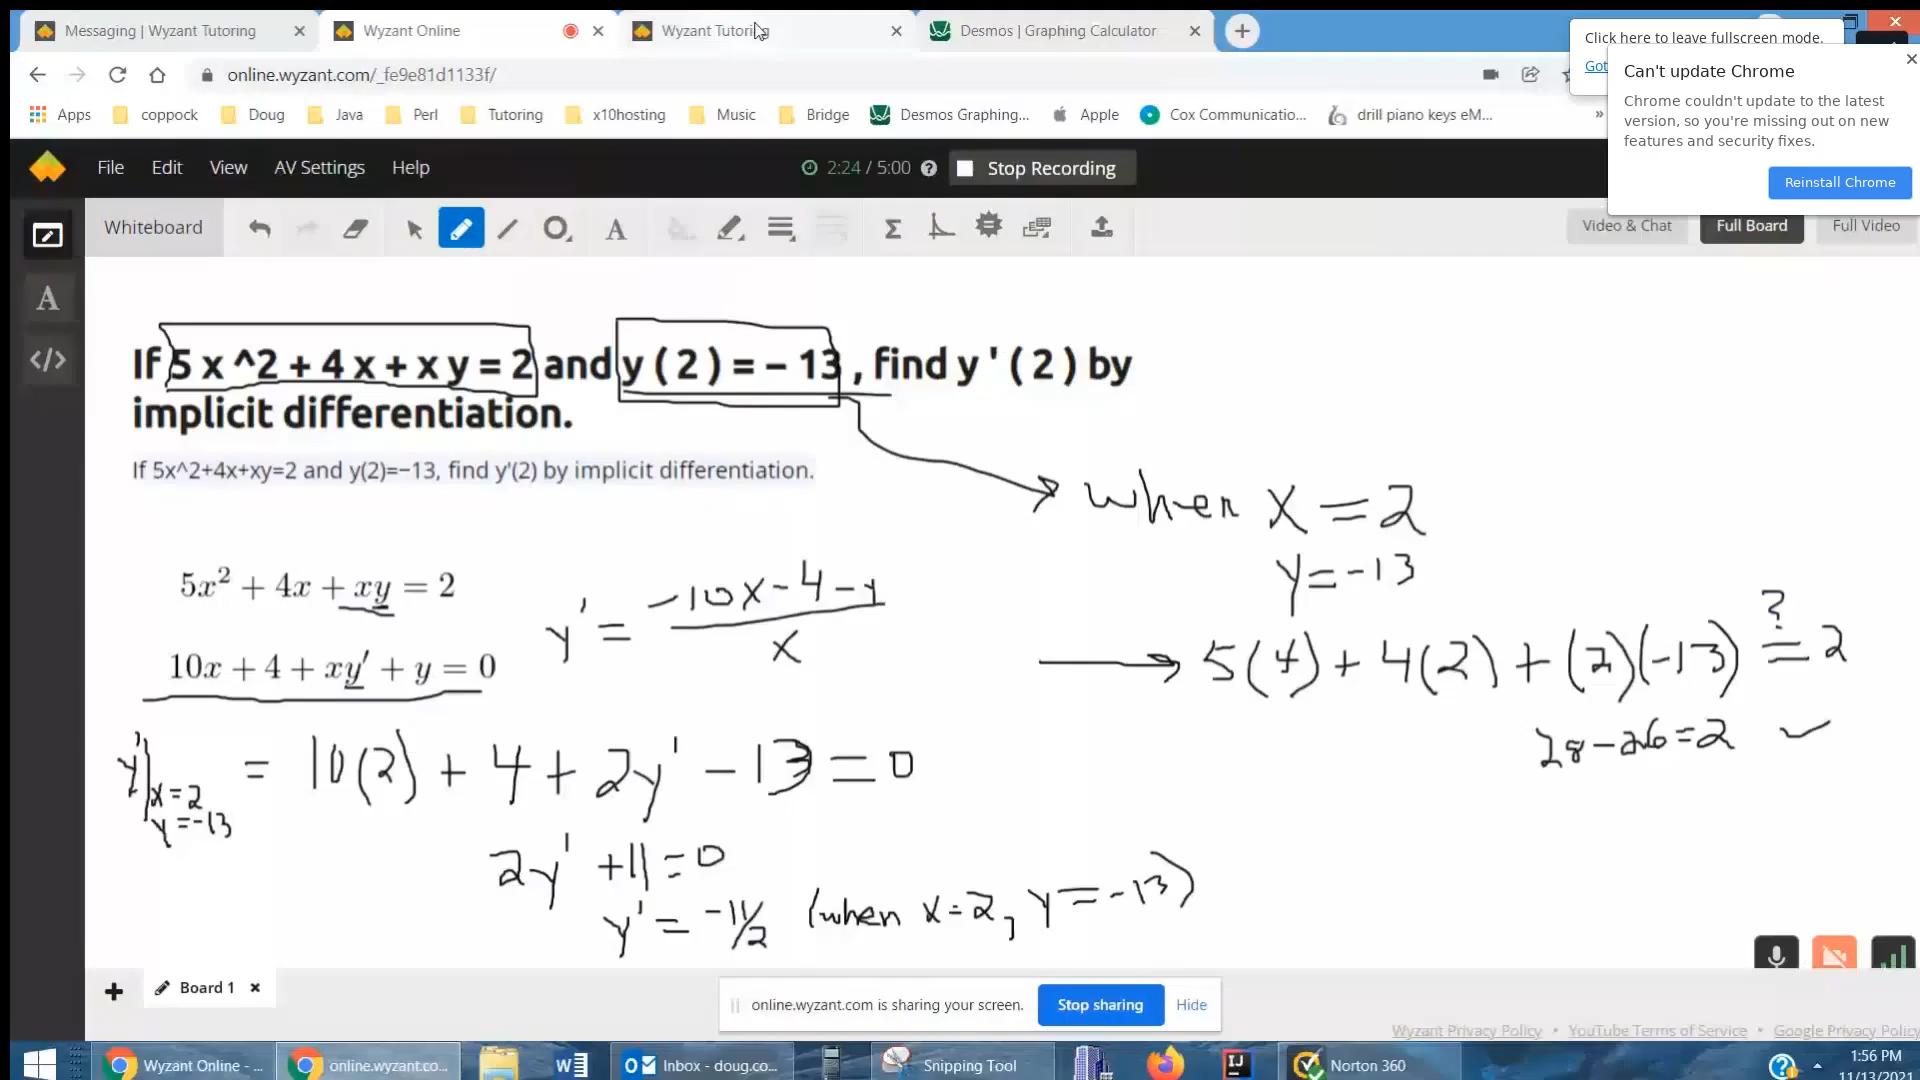 Messaging | Wyzant Tutoring
Wyzant Online
Wyzant Tutoring
Desmos | Graphing Calculator
Click here to leave fullscreen mode.
Got
online.wyzant.com/_fe9e81d1133f/
Can't update Chrome
Chrome couldn't update to the latest
version, so you're missing out on new
features and security fixes.
Reinstall Chrome
Apps
coppock
Doug
Java
Perl
Tutoring
x10hosting
Music
Bridge
Desmos Graphing...
Apple
Cox Communicatio...
drill piano keys eM...
»
File Edit View AV Settings Help
2:24 / 5:00
Stop Recording
Whiteboard
Video & Chat
Full Board
Full Video
If 5 x ^2 + 4 x + x y = 2 and y ( 2 ) = – 13 , find y ' ( 2 ) by
implicit differentiation.
If 5x^2+4x+xy=2 and y(2)=−13, find y'(2) by implicit differentiation.
when x = 2
y = -13
5x² + 4x + xy = 2
y' = -10x - 4 - y
x
10x + 4 + xy' + y = 0
5(4) + 4(2) + (2)(-13) ?= 2
28 - 26 = 2 ✓
y'| x = 2 y = -13 = 10(2) + 4 + 2y' - 13 = 0
2y' + 11 = 0
y' = -11/2 (when x = 2, y = -13)
Board 1
online.wyzant.com is sharing your screen.
Stop sharing
Hide
Wyzant Privacy Policy • YouTube Terms of Service • Google Privacy Policy
Wyzant Online - ...
online.wyzant.co...
Inbox - doug.co...
Snipping Tool
Norton 360
1:56 PM
11/13/2021